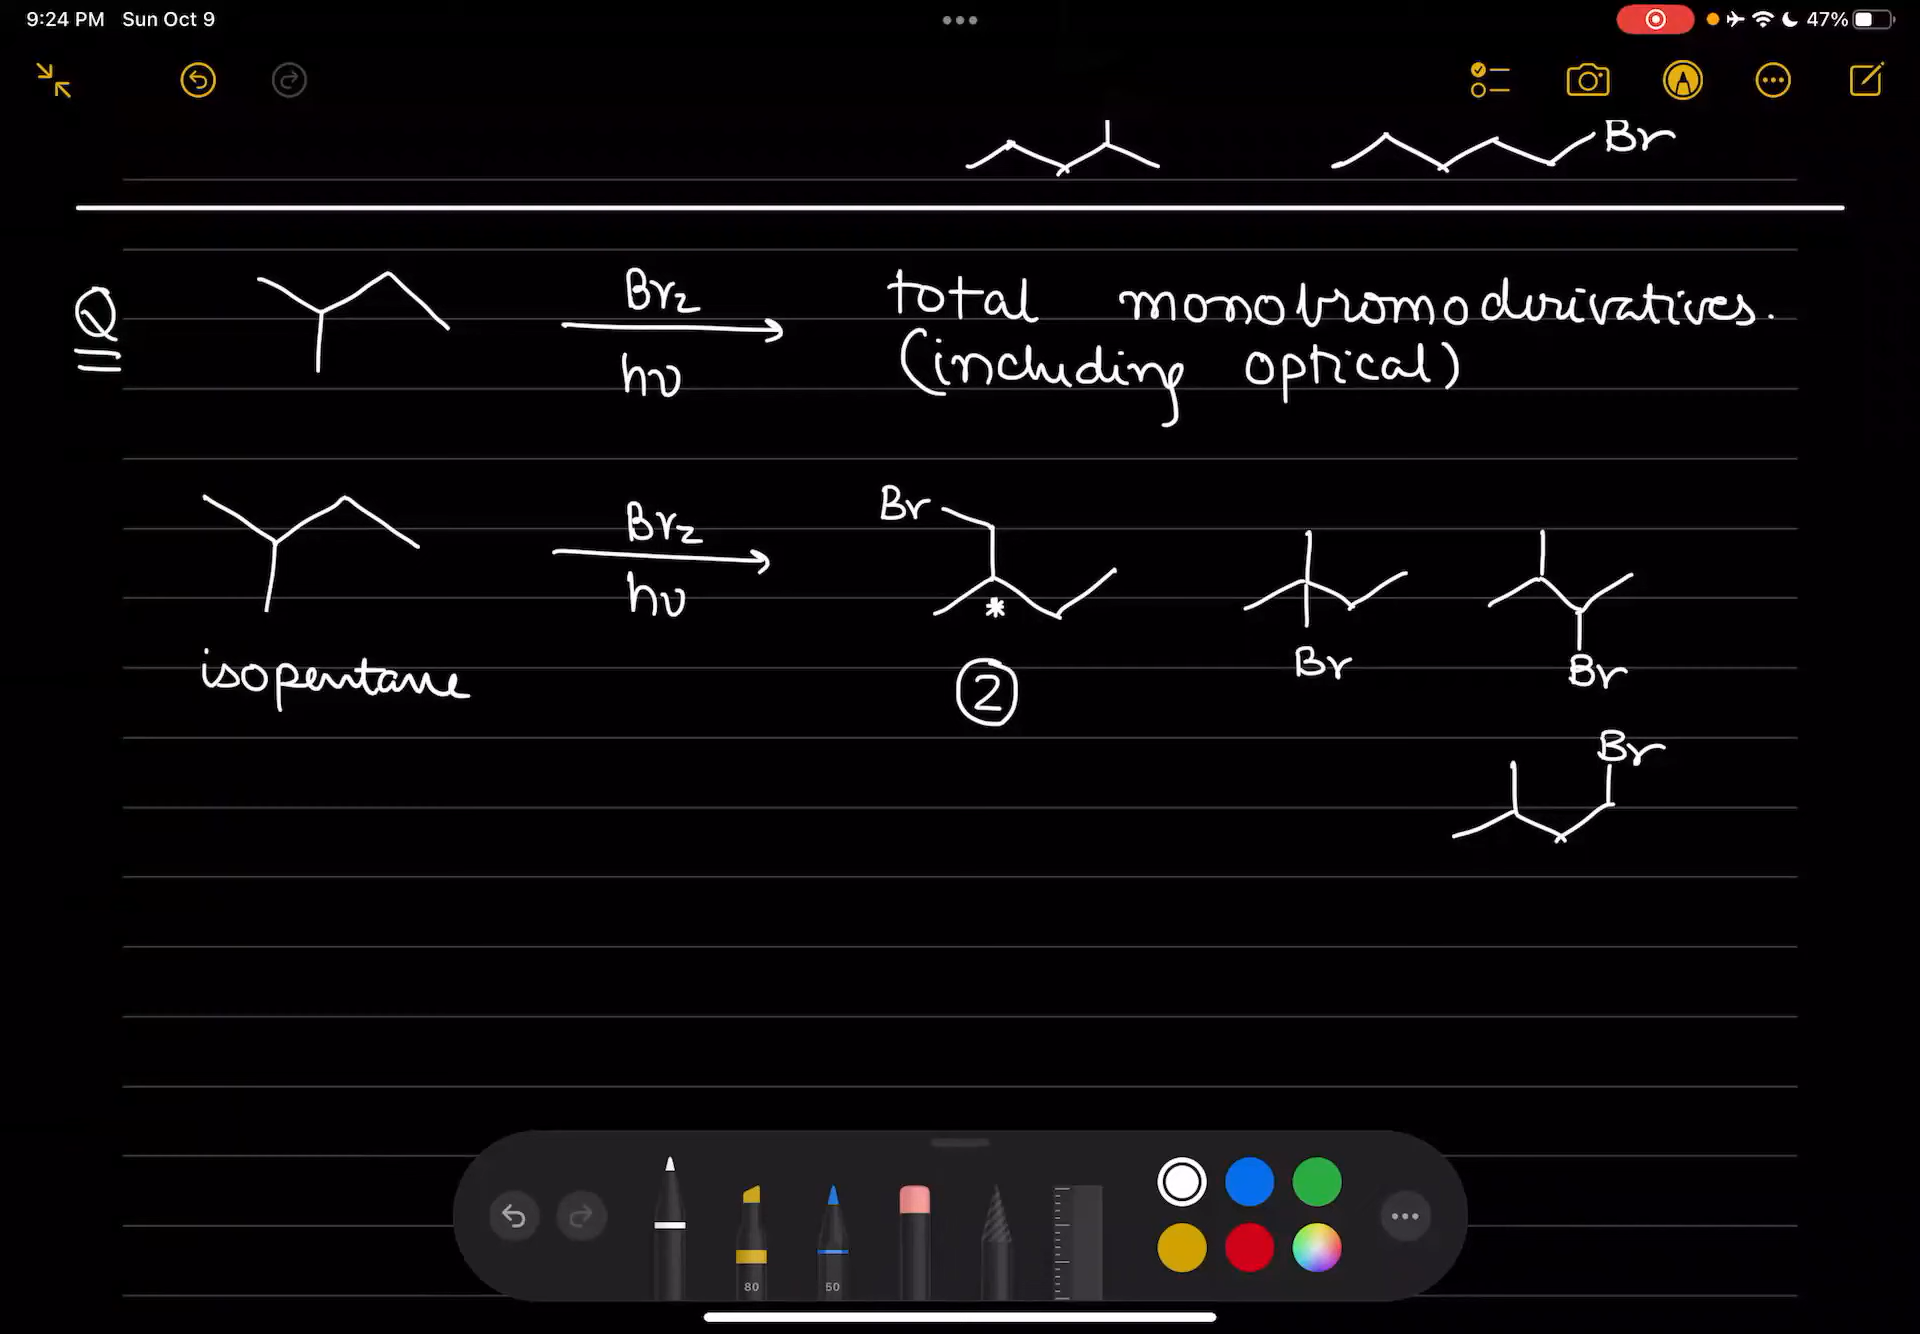 9:24 PM Sun Oct 9
47%
Br
Q
Br2
hν
total monobromoderivatives.
(including optical)
Br2
hν
isopentane
Br
*
2
Br
Br
Br
80
50